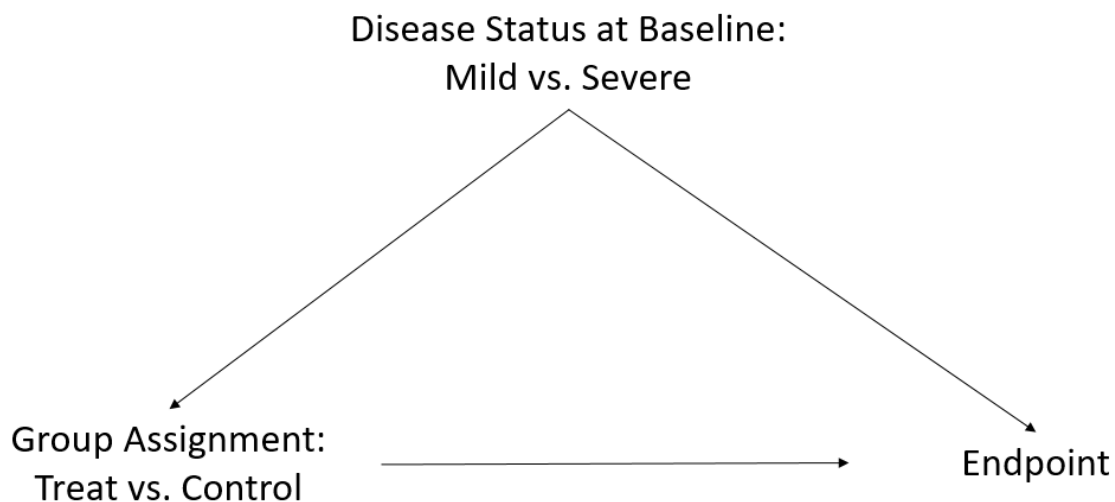 Disease Status at Baseline:
Mild vs. Severe
Group Assignment:
Treat vs. Control
Endpoint